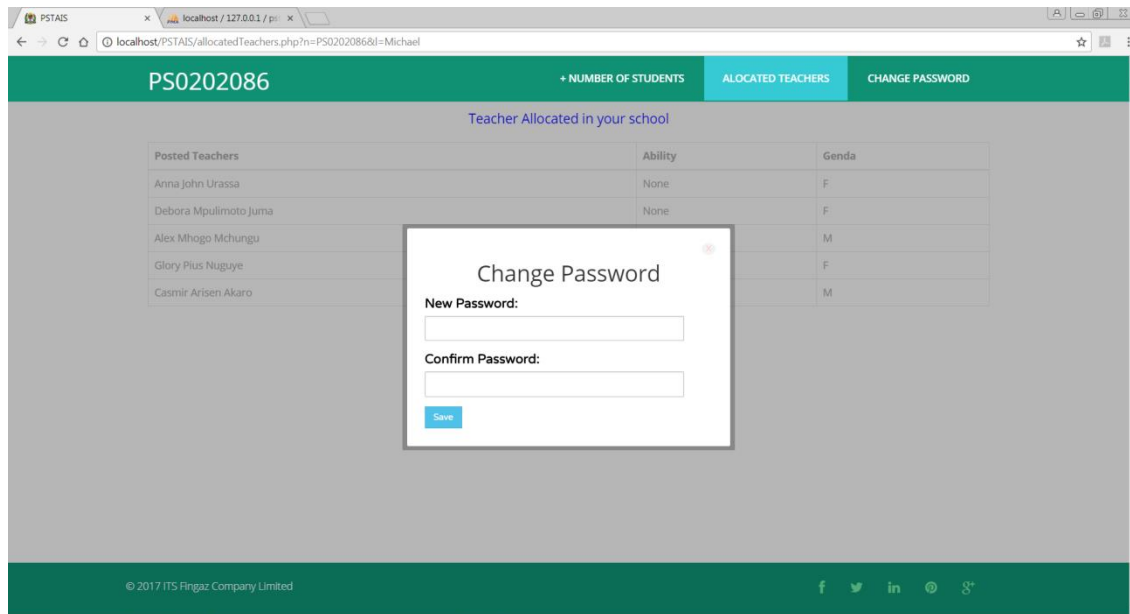 PSTAIS
localhost / 127.0.0.1 / ps
localhost/PSTAIS/allocatedTeachers.php?n=PS0202086&l=Michael
PS0202086 + NUMBER OF STUDENTS ALOCATED TEACHERS CHANGE PASSWORD
Teacher Allocated in your school
Posted Teachers Ability Genda
Anna John Urassa None F
Debora Mpulimoto Juma None F
Alex Mhogo Mchungu M
Glory Pius Nuguye F
Casmir Arisen Akaro M
Change Password
New Password:
Confirm Password:
Save
© 2017 ITS Fingaz Company Limited